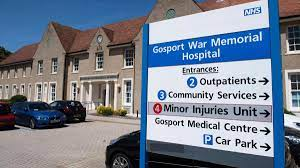 NHS
Gosport War Memorial
Hospital
Entrances:
2 Outpatients →
3 Community Services →
4 Minor Injuries Unit →
Gosport Medical Centre →
P Car Park →